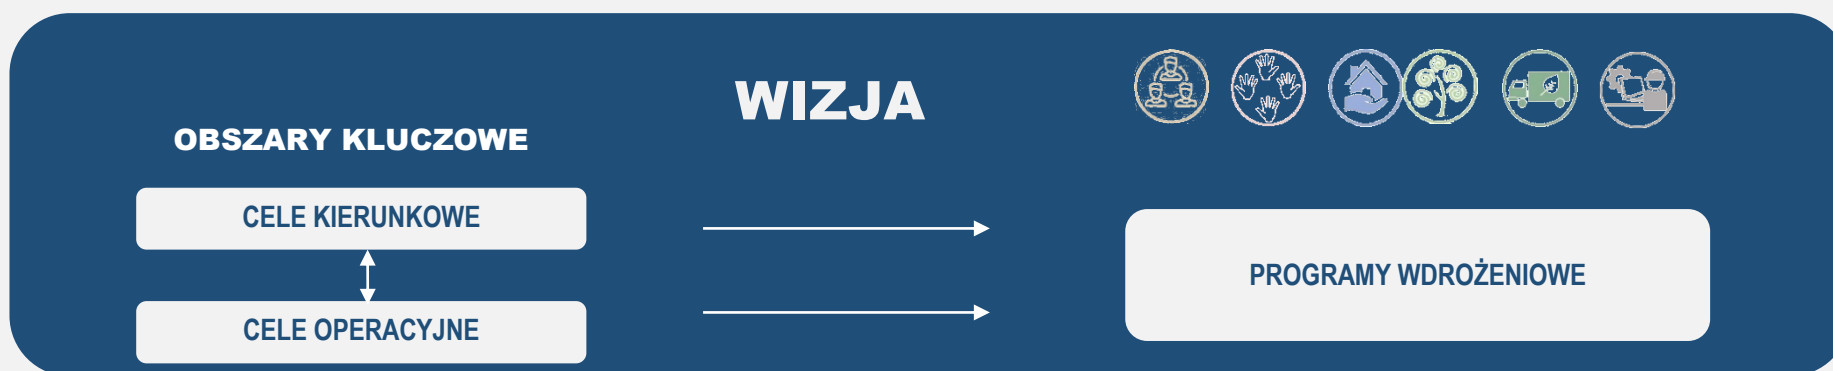 WIZJA
OBSZARY KLUCZOWE
CELE KIERUNKOWE
CELE OPERACYJNE
PROGRAMY WDROŻENIOWE